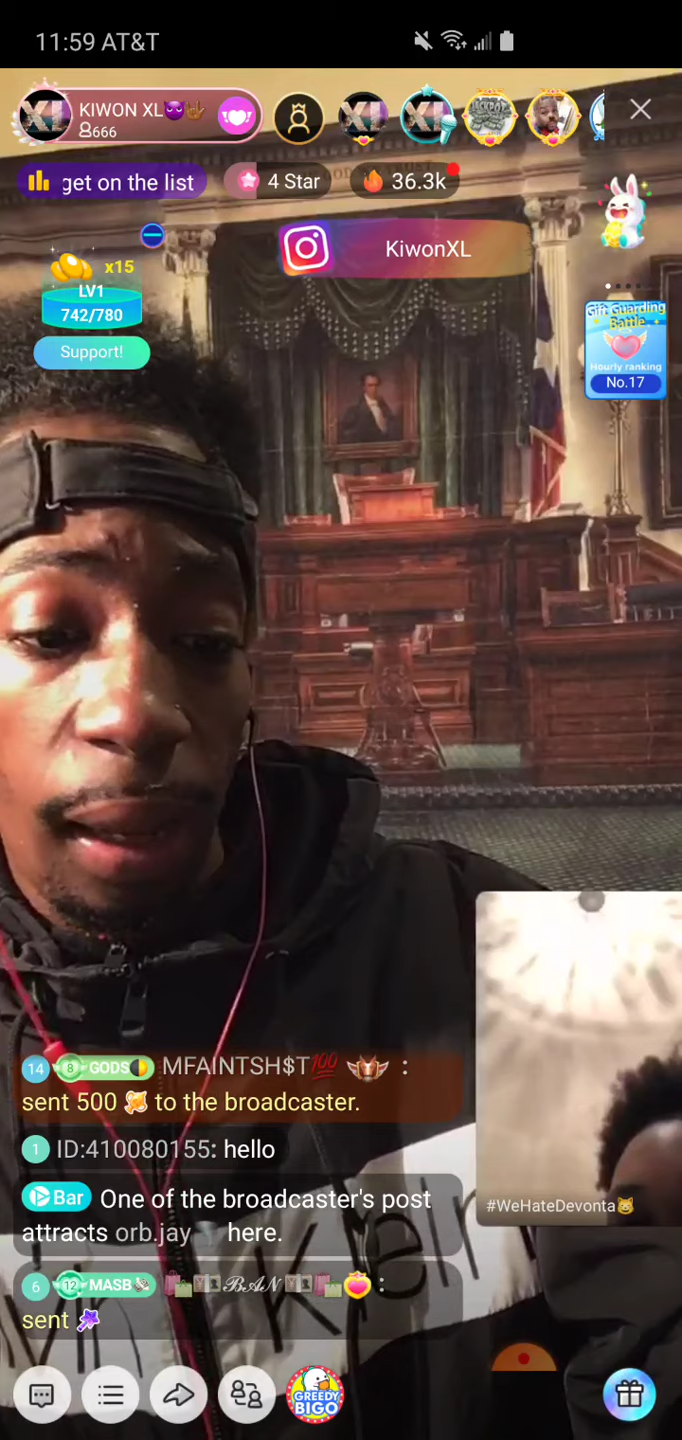 11:59 AT&T
KIWON XL😈🤟🏾
666
get on the list
4 Star
36.3k
KiwonXL
x15
LV1
742/780
Support!
Gift Guarding
Battle
Hourly ranking
No.17
14 8 GODS🌓 MFAINTSH$T💯 :
sent 500 to the broadcaster.
1 ID:410080155: hello
Bar One of the broadcaster's post
attracts orb.jay here.
#WeHateDevonta😸
6 12 MASB 🛍️ 𝓑𝓐𝓝 🛍️ :
sent
GREEDY
BIGO